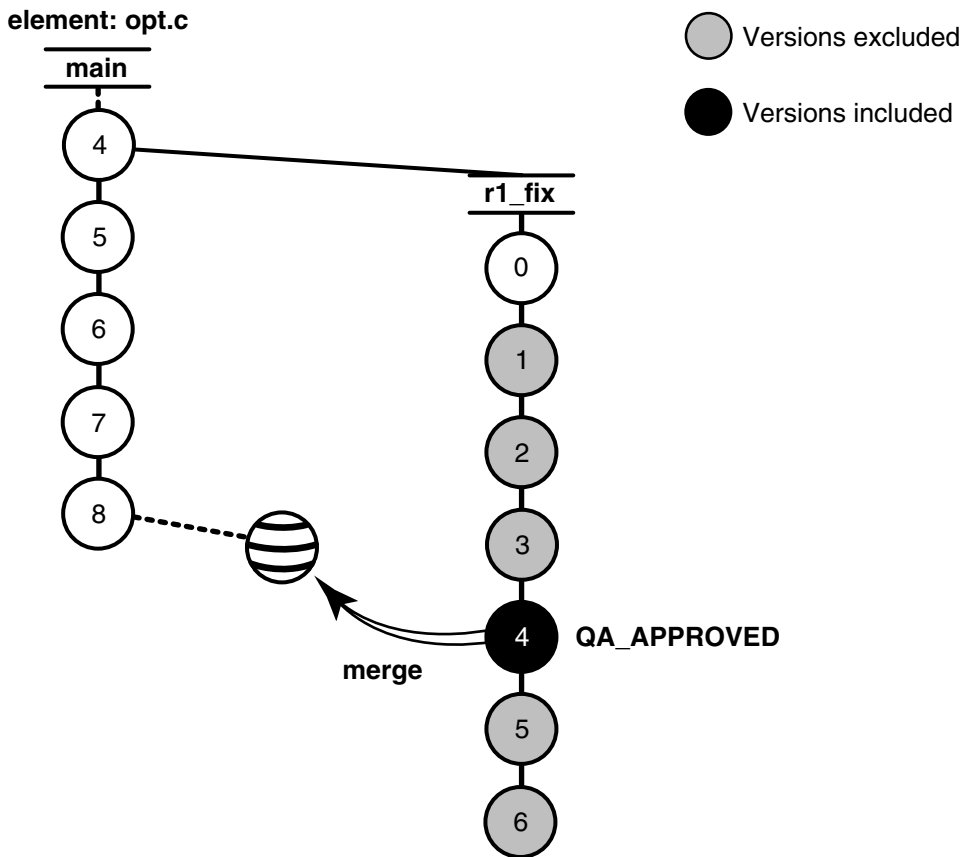 element: opt.c
main
4
5
6
7
8
r1_fix
0
1
2
3
4 QA_APPROVED
5
6
merge
Versions excluded
Versions included